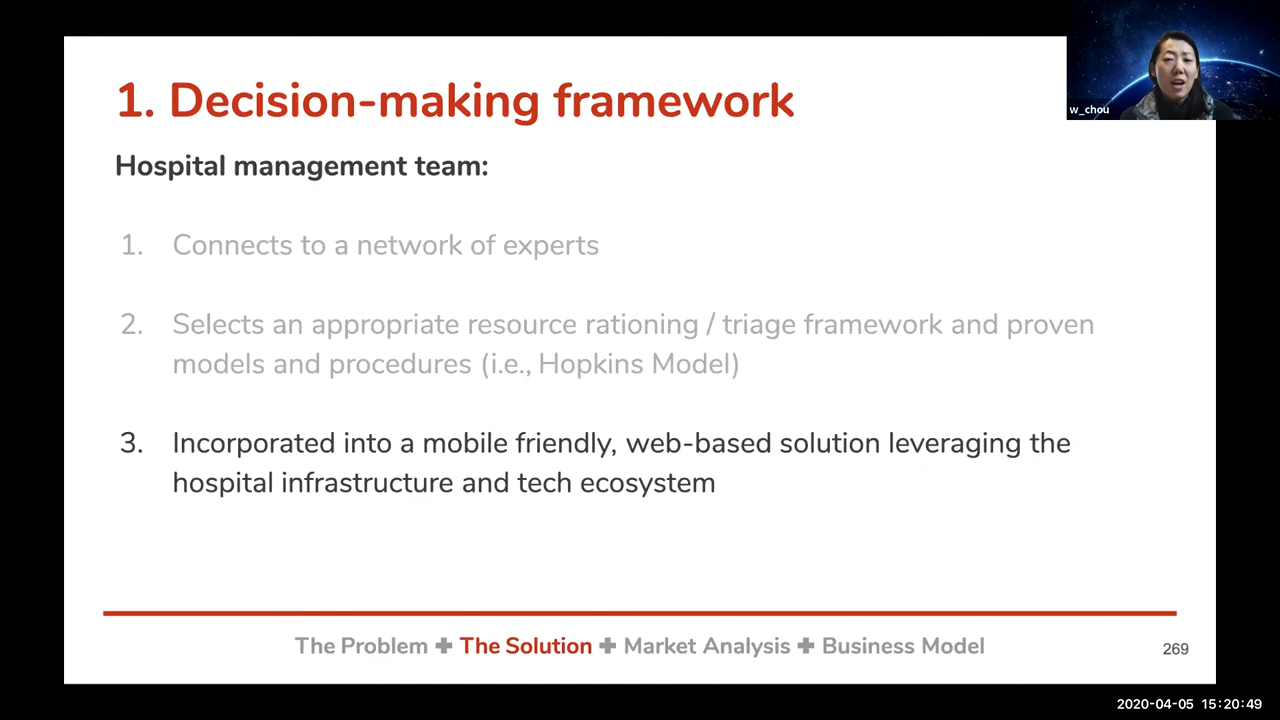 1. Decision-making framework
w_chou
Hospital management team:
1. Connects to a network of experts
2. Selects an appropriate resource rationing / triage framework and proven
models and procedures (i.e., Hopkins Model)
3. Incorporated into a mobile friendly, web-based solution leveraging the
hospital infrastructure and tech ecosystem
The Problem ✚ The Solution ✚ Market Analysis ✚ Business Model
269
2020-04-05 15:20:49